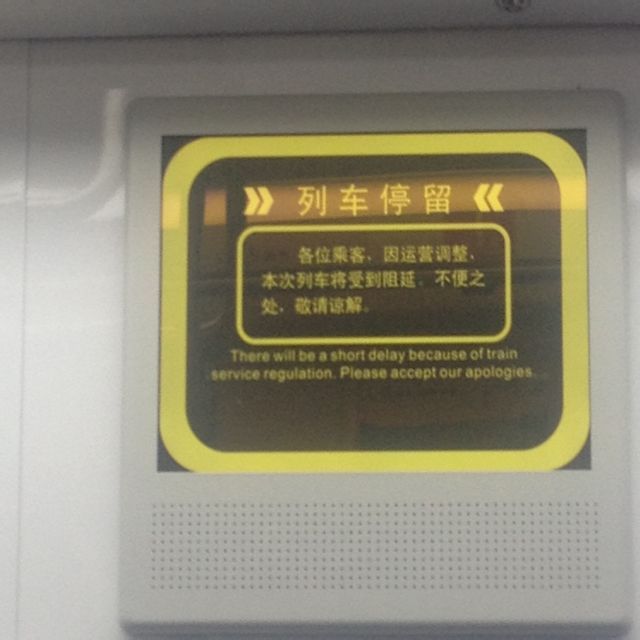 » 列车停留 «
各位乘客，因运营调整，
本次列车将受到阻延。不便之
处，敬请谅解。
There will be a short delay because of train
service regulation. Please accept our apologies.